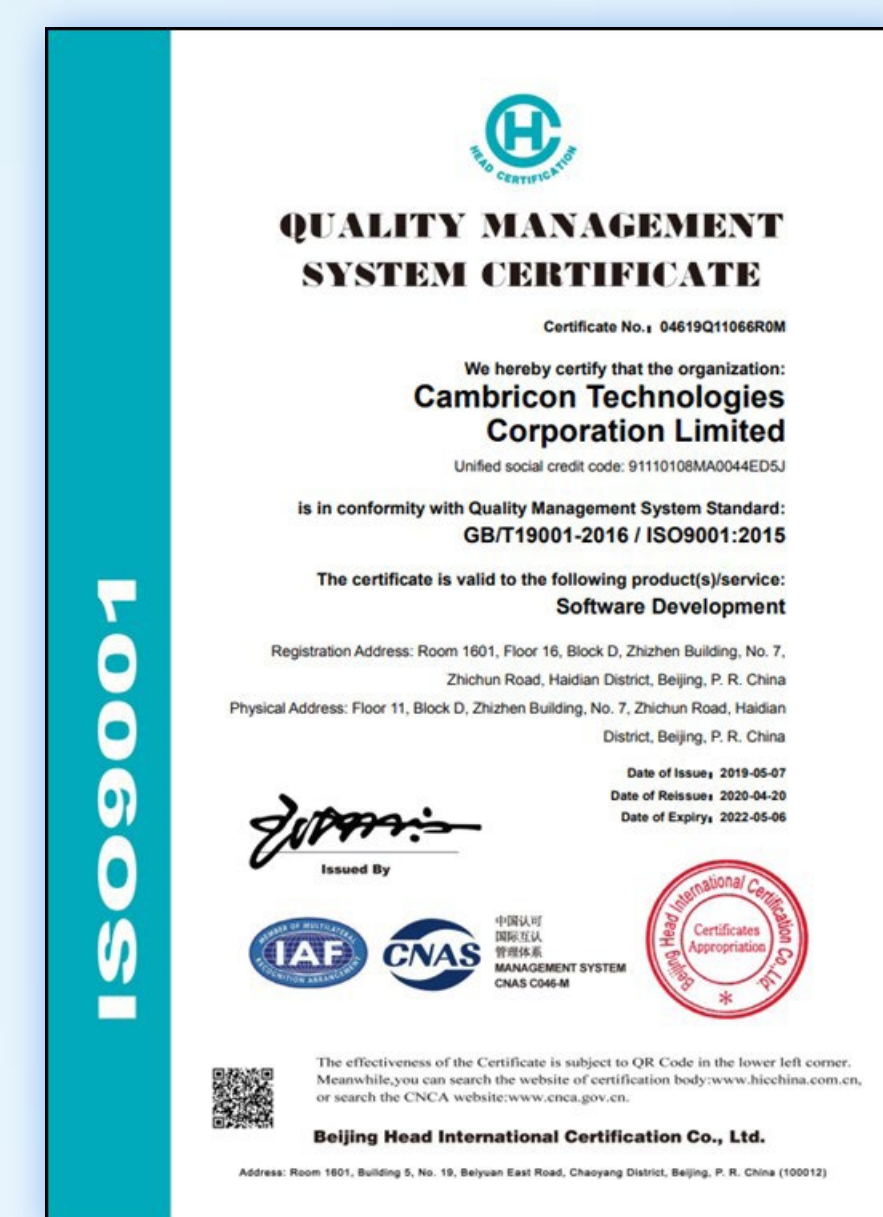 HC
HEAD CERTIFICATION
QUALITY MANAGEMENT
SYSTEM CERTIFICATE
Certificate No.: 04619Q11066R0M
We hereby certify that the organization:
Cambricon Technologies
Corporation Limited
Unified social credit code: 91110108MA0044ED5J
is in conformity with Quality Management System Standard:
GB/T19001-2016 / ISO9001:2015
The certificate is valid to the following product(s)/service:
Software Development
Registration Address: Room 1601, Floor 16, Block D, Zhizhen Building, No. 7,
Zhichun Road, Haidian District, Beijing, P. R. China
Physical Address: Floor 11, Block D, Zhizhen Building, No. 7, Zhichun Road, Haidian
District, Beijing, P. R. China
Date of Issue: 2019-05-07
Date of Reissue: 2020-04-20
Date of Expiry: 2022-05-06
Issued By
ISO9001
MEMBER OF MULTILATERAL
IAF
RECOGNITION ARRANGEMENT
CNAS
中国认可
国际互认
管理体系
MANAGEMENT SYSTEM
CNAS C046-M
Beijing Head International Certification Co.,Ltd.
Certificates
Appropriation
The effectiveness of the Certificate is subject to QR Code in the lower left corner.
Meanwhile,you can search the website of certification body:www.hicchina.com.cn,
or search the CNCA website:www.cnca.gov.cn.
Beijing Head International Certification Co., Ltd.
Address: Room 1601, Building 5, No. 19, Beiyuan East Road, Chaoyang District, Beijing, P. R. China (100012)